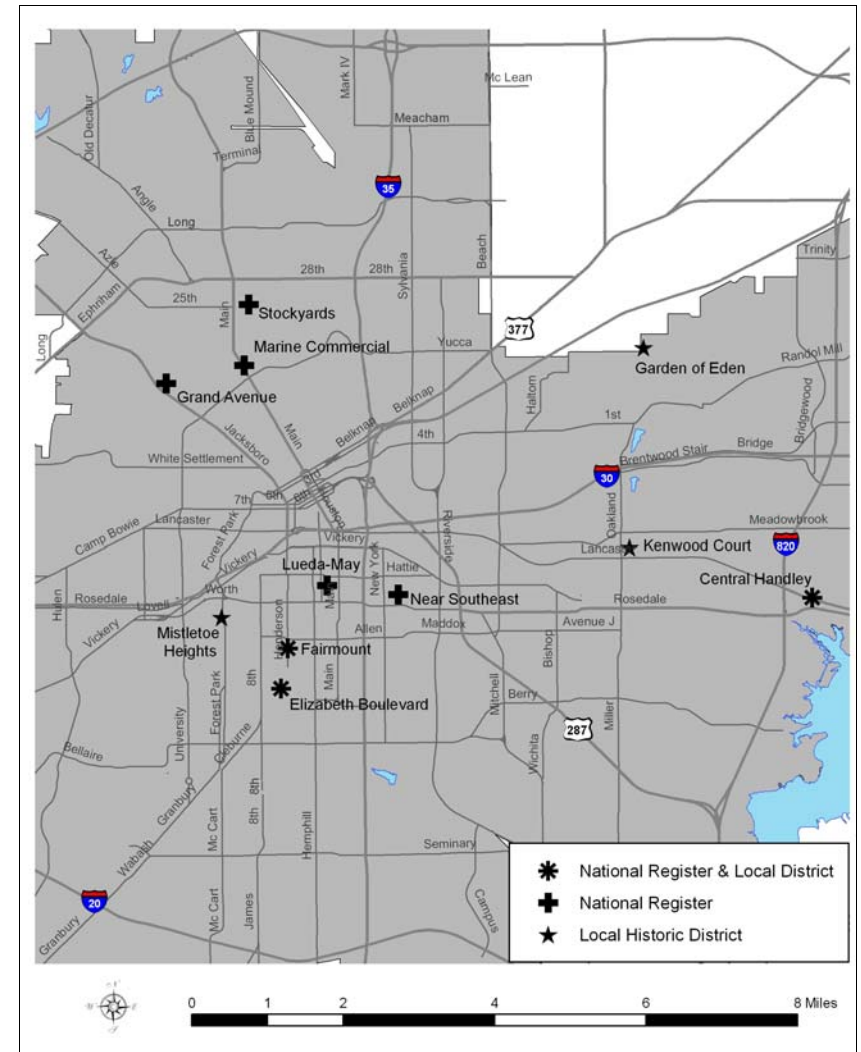 Mark IV
Mc Lean
Old Decatur
Blue Mound
Meacham
Terminal
35
Angle
Long
Sylvania
Beach
Trinity
Azle
28th
28th
Ephriham
25th
Main
Stockyards
377
Long
Marine Commercial
Yucca
Garden of Eden
Randol Mill
Grand Avenue
Haltom
Belknap
Belknap
1st
Bridgewood
Jacksboro
Main
4th
Bridge
White Settlement
Brentwood Stair
30
7th
6th
8th
Houston
Lancaster
Camp Bowie
Forest Park
Riverside
Oakland
Meadowbrook
Vickery
Vickery
New York
Kenwood Court
820
Lueda-May
Hattie
Central Handley
Worth
Rosedale
Hulen
Lovell
Near Southeast
Rosedale
Vickery
Mistletoe
Heights
Henderson
Allen
Maddox
Avenue J
Fairmount
Bishop
8th
Main
Mitchell
Elizabeth Boulevard
Berry
Forest Park
University
Cleburne
287
Miller
Wichita
Bellaire
8th
Granbury
8th
Mc Cart
Hemphill
Wabash
Seminary
20
Mc Cart
James
Campus
Granbury
National Register & Local District
National Register
Local Historic District
0 1 2 4 6 8 Miles